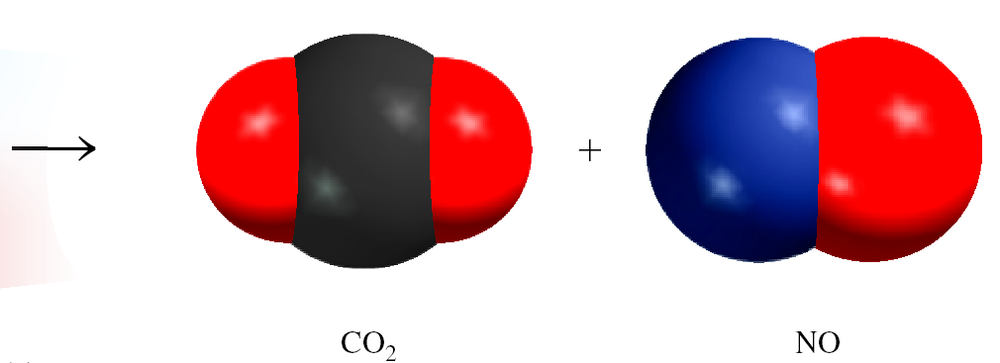 +
CO₂
NO